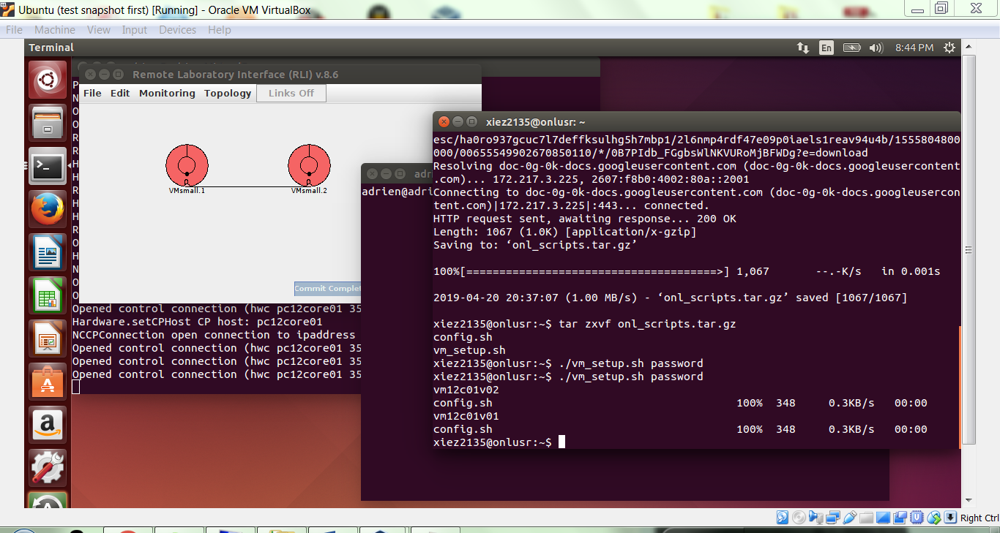 Ubuntu (test snapshot first) [Running] - Oracle VM VirtualBox
File Machine View Input Devices Help
Terminal
En
8:44 PM
Remote Laboratory Interface (RLI) v.8.6
File Edit Monitoring Topology Links Off
VMsmall.1
VMsmall.2
Commit Complet
P
N
O
O
R
R
H
H
R
H
H
R
O
H
N
O
O
Opened control connection (hwc pc12core01 35
Hardware.setCPHost CP host: pc12core01
NCCPConnection open connection to ipaddress
Opened control connection (hwc pc12core01 35
Opened control connection (hwc pc12core01 35
Opened control connection (hwc pc12core01 35
adri
adrien@adri
xiez2135@onlusr: ~
esc/ha0ro937gcuc7l7deffksulhg5h7mbp1/2l6nmp4rdf47e09p0iaels1reav94u4b/1555804800
000/00655549902670850110/*/0B7PIdb_FGgbsWlNKVURoMjBFWDg?e=download
Resolving doc-0g-0k-docs.googleusercontent.com (doc-0g-0k-docs.googleusercontent
.com)... 172.217.3.225, 2607:f8b0:4002:80a::2001
Connecting to doc-0g-0k-docs.googleusercontent.com (doc-0g-0k-docs.googleusercon
tent.com)|172.217.3.225|:443... connected.
HTTP request sent, awaiting response... 200 OK
Length: 1067 (1.0K) [application/x-gzip]
Saving to: ‘onl_scripts.tar.gz’
100%[======================================>] 1,067 --.-K/s in 0.001s
2019-04-20 20:37:07 (1.00 MB/s) - ‘onl_scripts.tar.gz’ saved [1067/1067]
xiez2135@onlusr:~$ tar zxvf onl_scripts.tar.gz
config.sh
vm_setup.sh
xiez2135@onlusr:~$ ./vm_setup.sh password
xiez2135@onlusr:~$ ./vm_setup.sh password
vm12c01v02
config.sh 100% 348 0.3KB/s 00:00
vm12c01v01
config.sh 100% 348 0.3KB/s 00:00
xiez2135@onlusr:~$
Right Ctrl